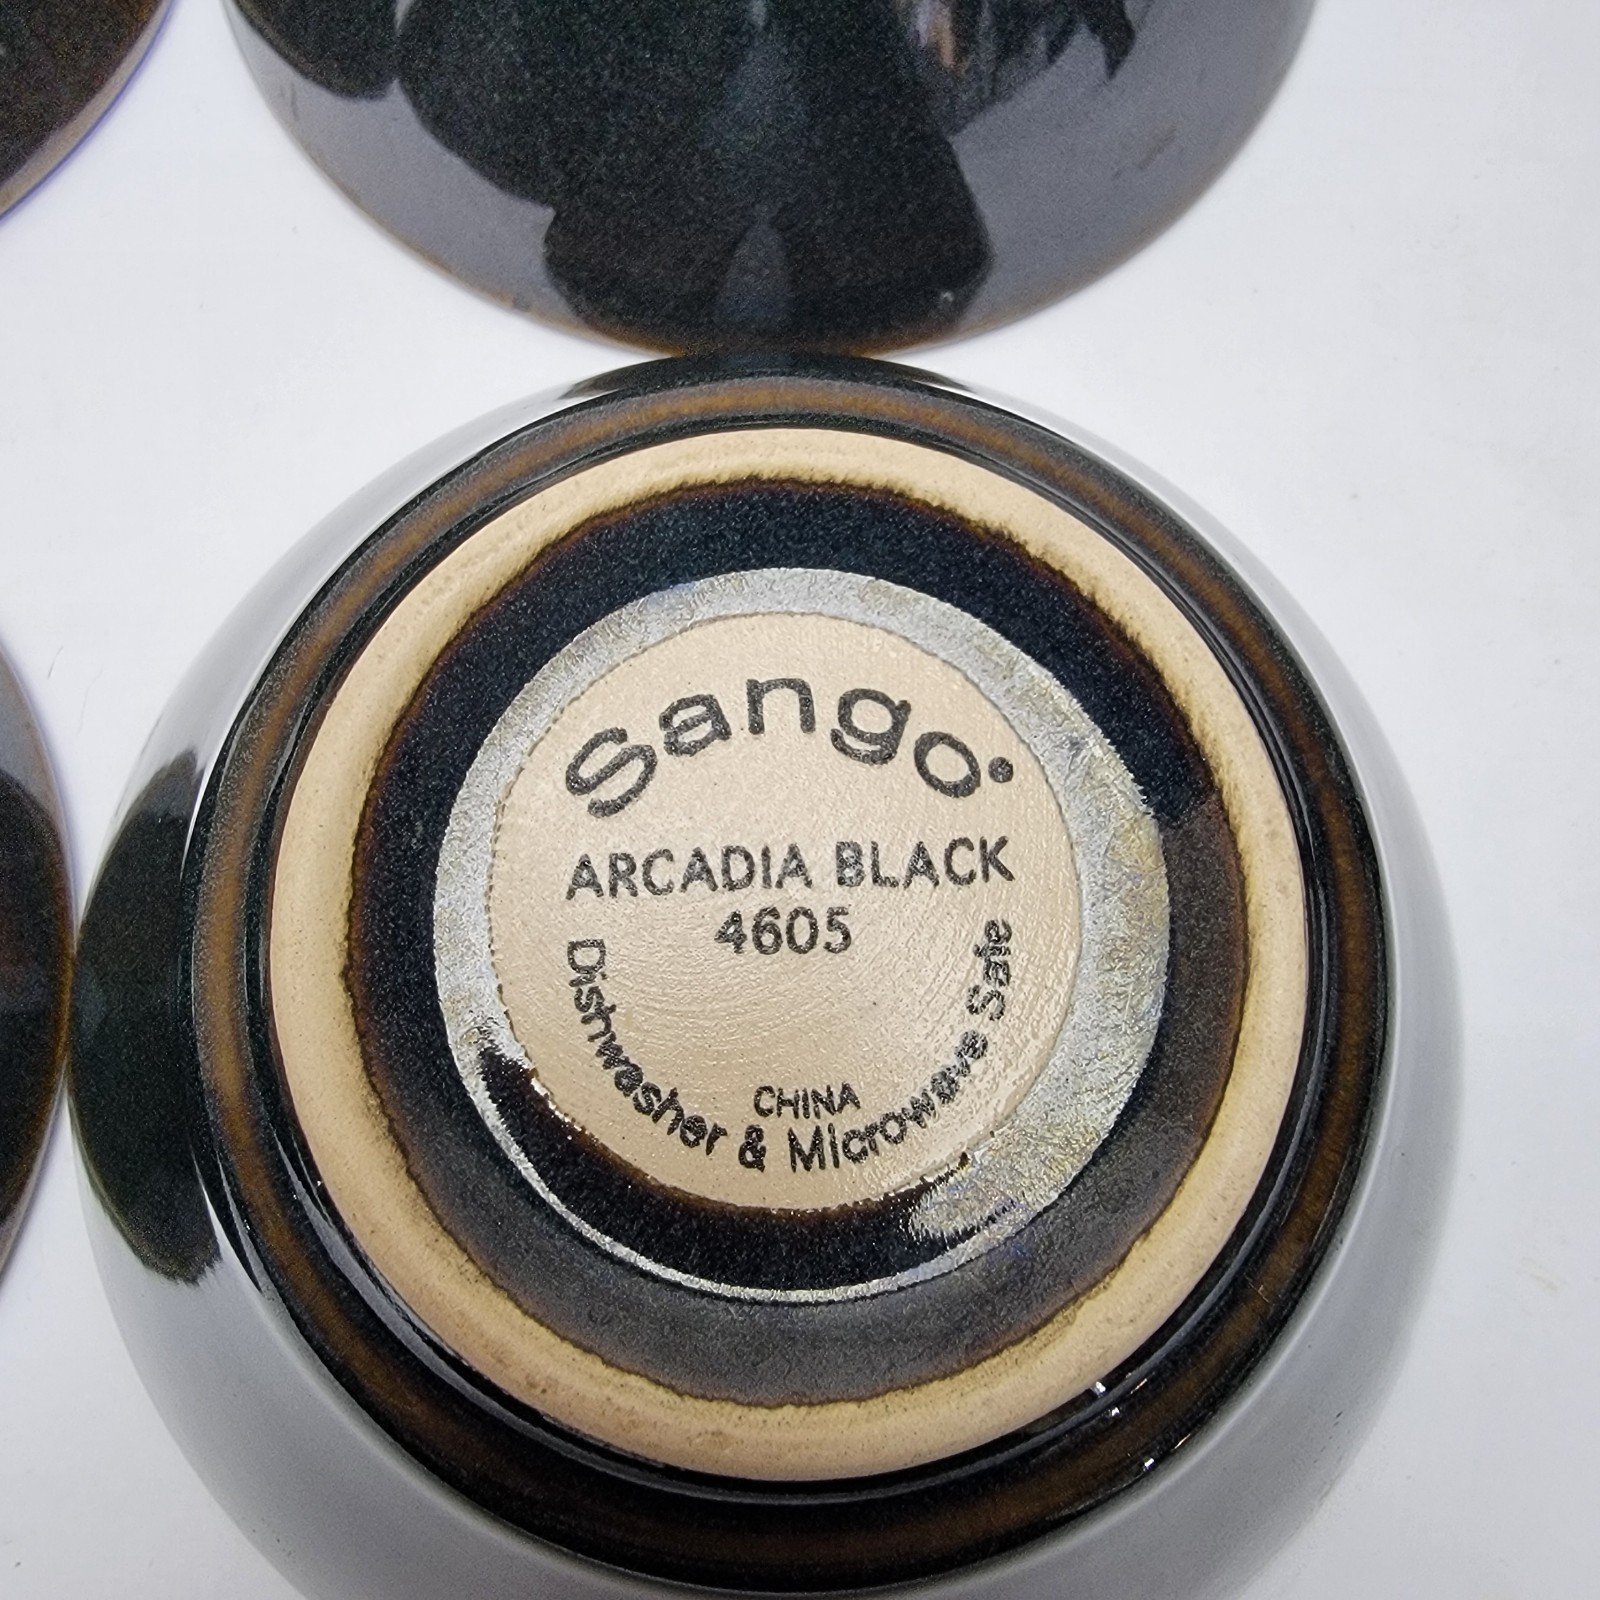 Sango
ARCADIA BLACK
4605
CHINA
Dishwasher & Microwave Safe